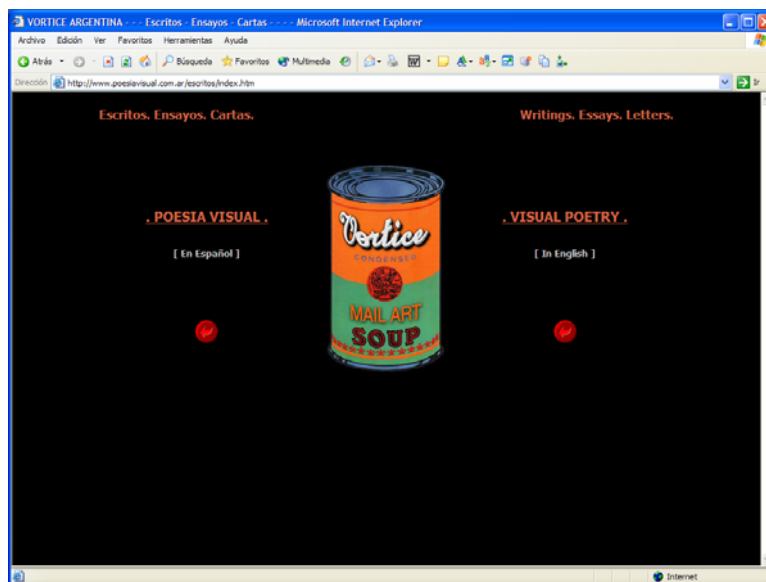 VORTICE ARGENTINA - - - Escritos - Ensayos - Cartas - - - - Microsoft Internet Explorer
Archivo Edición Ver Favoritos Herramientas Ayuda
Atrás Búsqueda Favoritos Multimedia
Dirección http://www.poesiavisual.com.ar/escritos/index.htm Ir
Escritos. Ensayos. Cartas. Writings. Essays. Letters.
. POESIA VISUAL . . VISUAL POETRY .
[ En Español ] [ In English ]
Vortice
CONDENSED
MAIL ART
SOUP
Internet